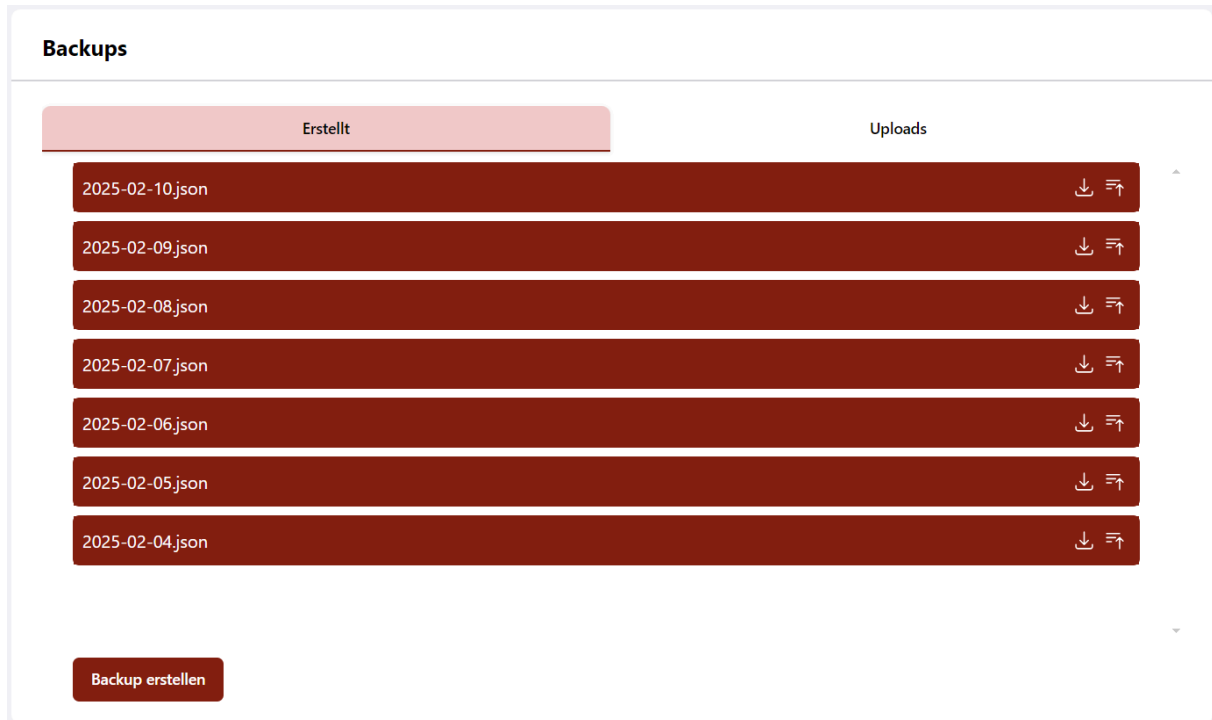 Backups
Erstellt
Uploads
2025-02-10.json
2025-02-09.json
2025-02-08.json
2025-02-07.json
2025-02-06.json
2025-02-05.json
2025-02-04.json
Backup erstellen